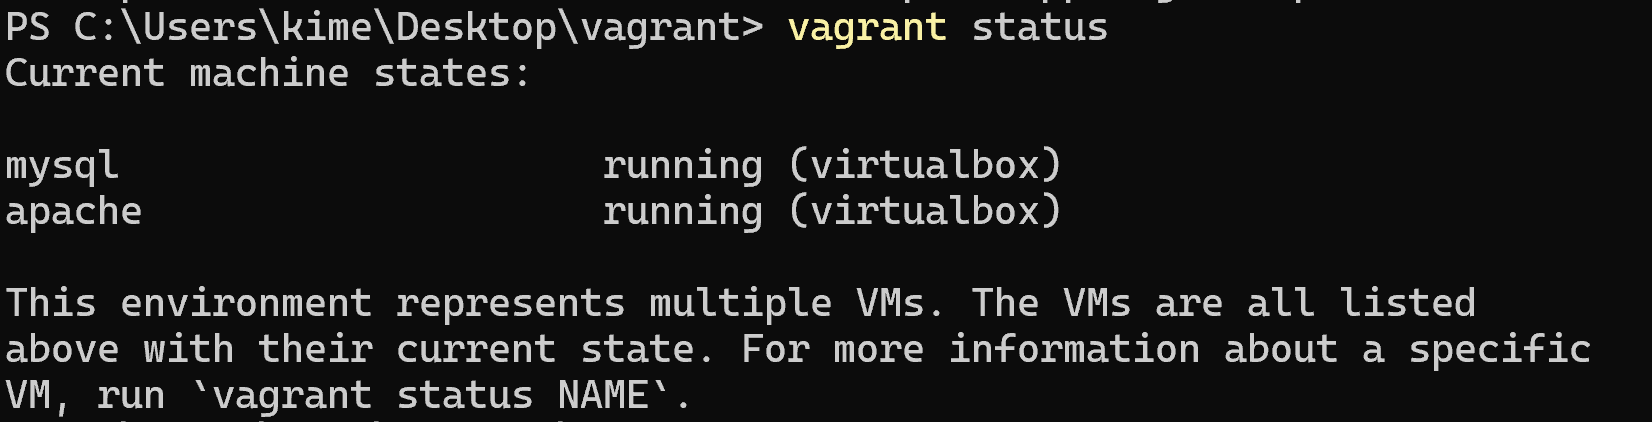 PS C:\Users\kime\Desktop\vagrant> vagrant status
Current machine states:
mysql                     running (virtualbox)
apache                    running (virtualbox)
This environment represents multiple VMs. The VMs are all listed
above with their current state. For more information about a specific
VM, run `vagrant status NAME`.